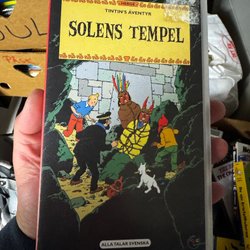 TINTIN'S ÄVENTYR
SOLENS TEMPEL
ALLA TALAR SVENSKA